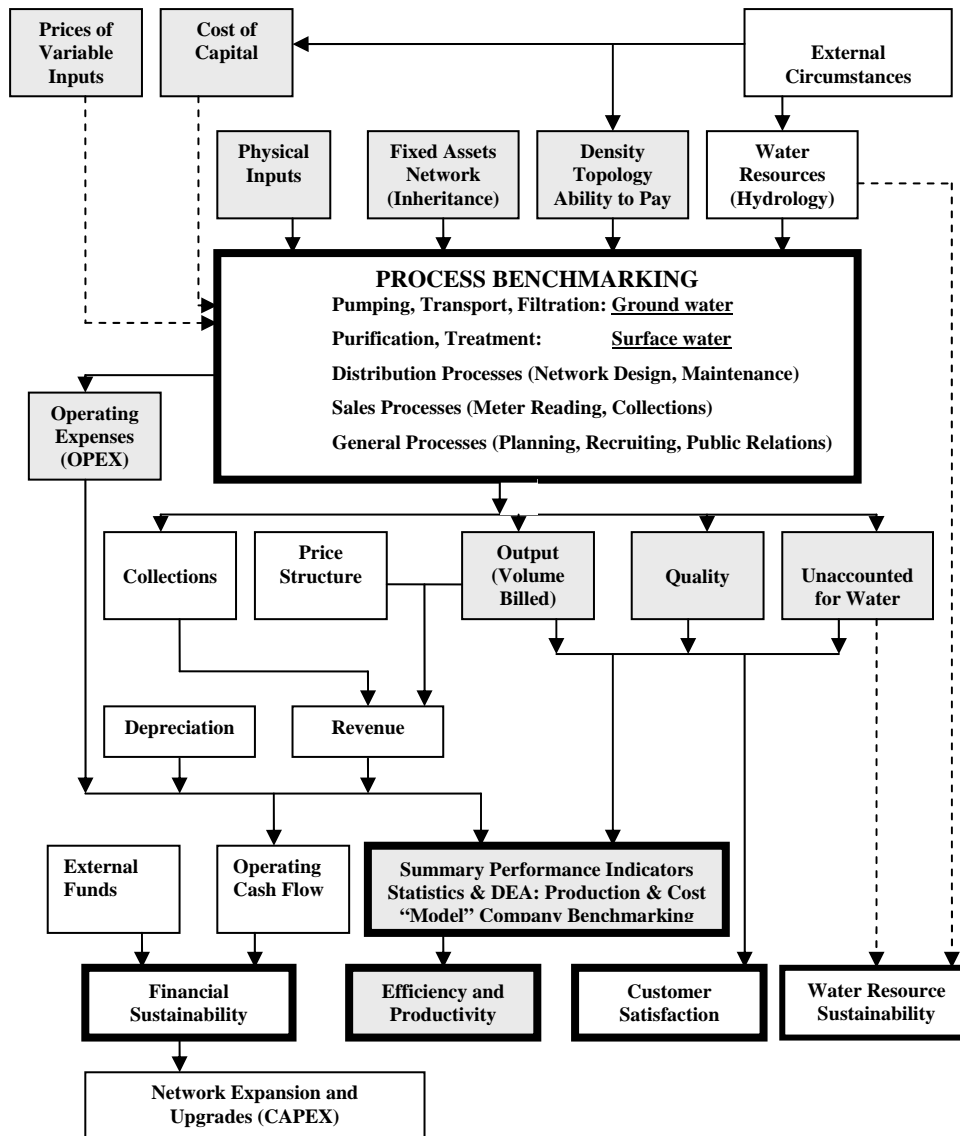 Prices of
Variable
Inputs
Cost of
Capital
External
Circumstances
Physical
Inputs
Fixed Assets
Network
(Inheritance)
Density
Topology
Ability to Pay
Water
Resources
(Hydrology)
PROCESS BENCHMARKING
Pumping, Transport, Filtration: Ground water
Purification, Treatment: Surface water
Distribution Processes (Network Design, Maintenance)
Sales Processes (Meter Reading, Collections)
General Processes (Planning, Recruiting, Public Relations)
Operating
Expenses
(OPEX)
Collections
Price
Structure
Output
(Volume
Billed)
Quality
Unaccounted
for Water
Depreciation
Revenue
External
Funds
Operating
Cash Flow
Summary Performance Indicators
Statistics & DEA: Production & Cost
“Model” Company Benchmarking
Financial
Sustainability
Efficiency and
Productivity
Customer
Satisfaction
Water Resource
Sustainability
Network Expansion and
Upgrades (CAPEX)